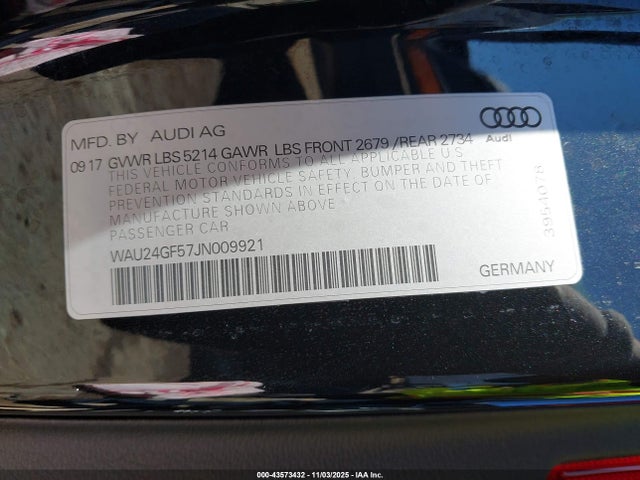 MFD. BY AUDI AG
Audi
09 17 GVWR LBS 5214 GAWR LBS FRONT 2679 /REAR 2734
THIS VEHICLE CONFORMS TO ALL APPLICABLE U.S.
FEDERAL MOTOR VEHICLE SAFETY, BUMPER AND THEFT
PREVENTION STANDARDS IN EFFECT ON THE DATE OF
MANUFACTURE SHOWN ABOVE.
PASSENGER CAR
WAU24GF57JN009921
3954078
GERMANY
000-43573432 - 11/03/2025 - IAA Inc.